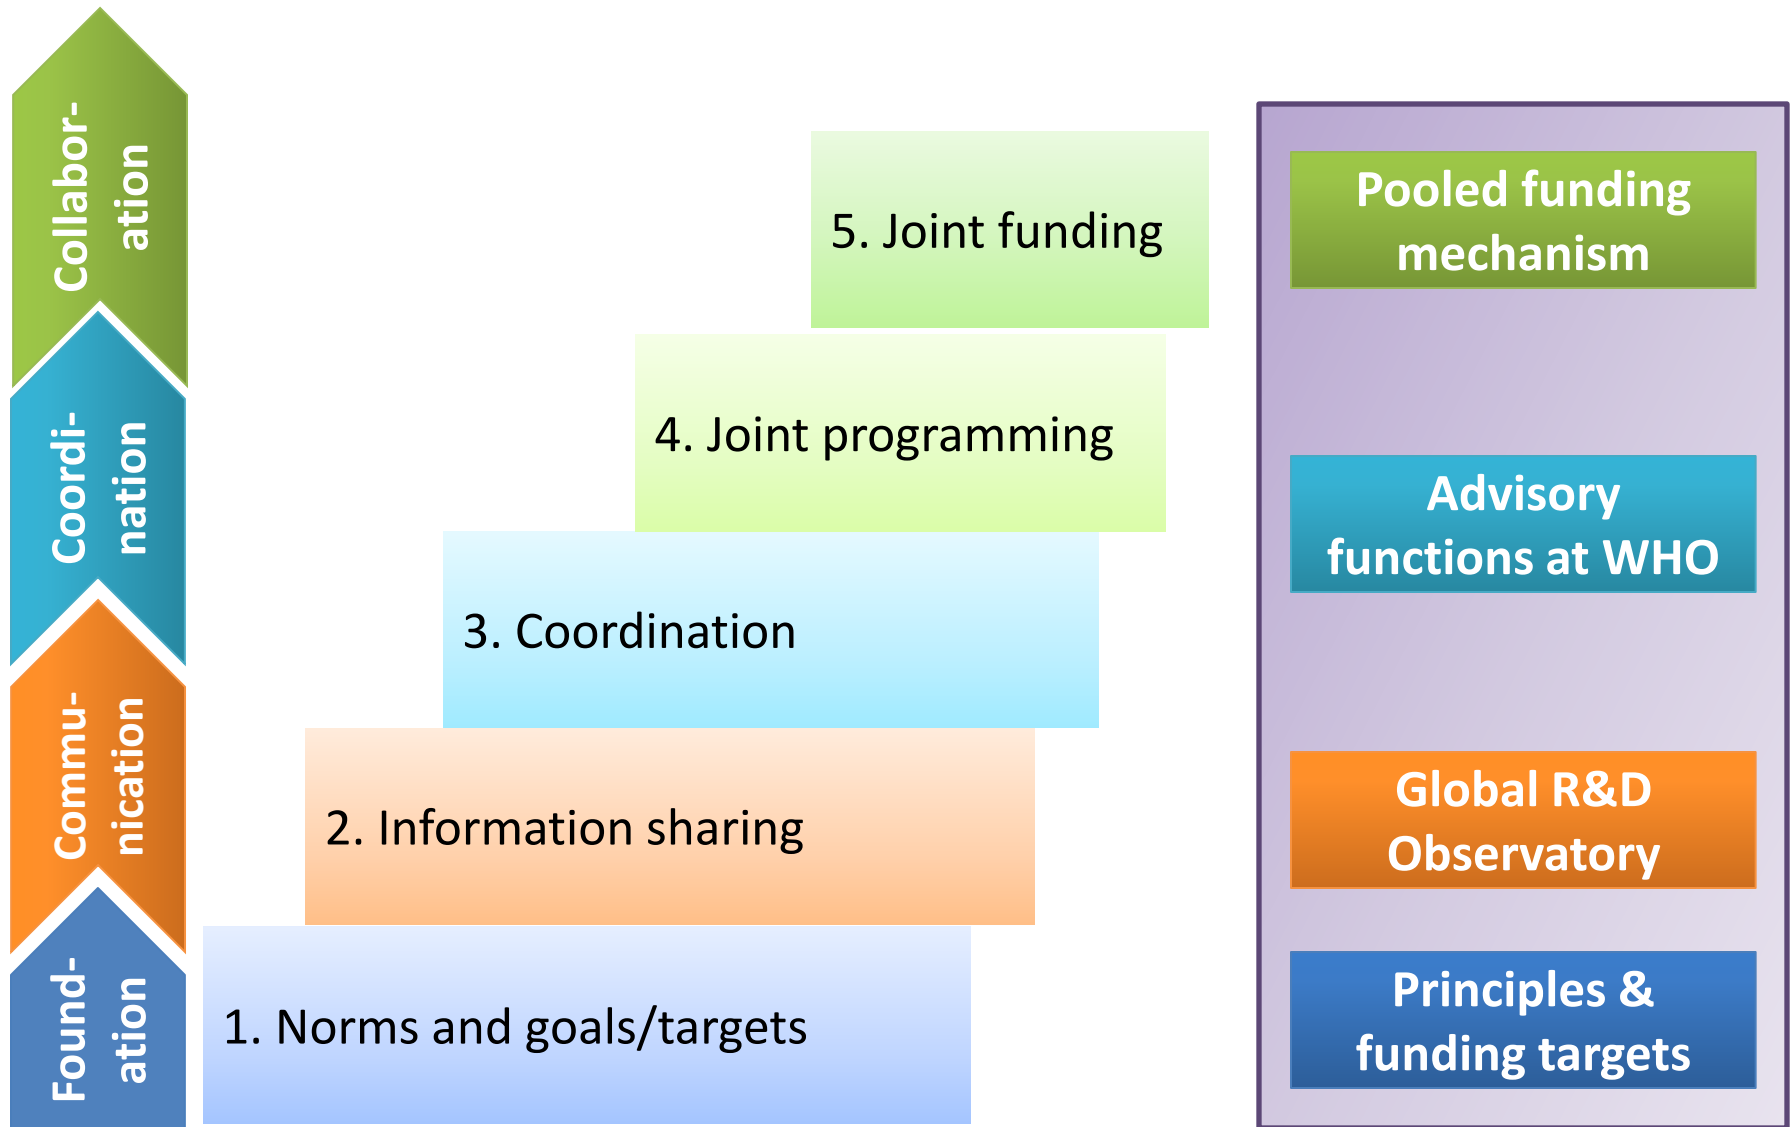 Collabor-
ation
Coordi-
nation
Commu-
nication
Found-
ation
5. Joint funding
4. Joint programming
3. Coordination
2. Information sharing
1. Norms and goals/targets
Pooled funding
mechanism
Advisory
functions at WHO
Global R&D
Observatory
Principles &
funding targets